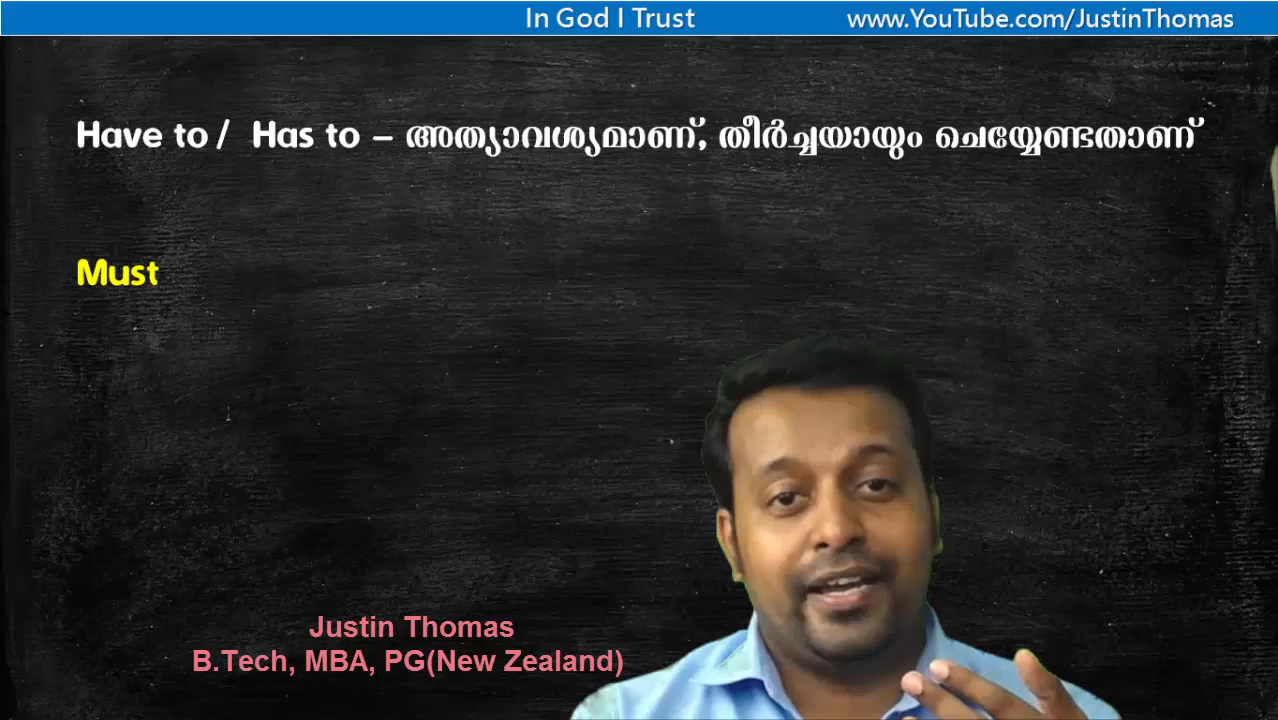 In God I Trust
www.YouTube.com/JustinThomas
Have to / Has to – അത്യാവശ്യമാണ്, തീർച്ചയായും ചെയ്യേണ്ടതാണ്
Must
Justin Thomas
B.Tech, MBA, PG(New Zealand)